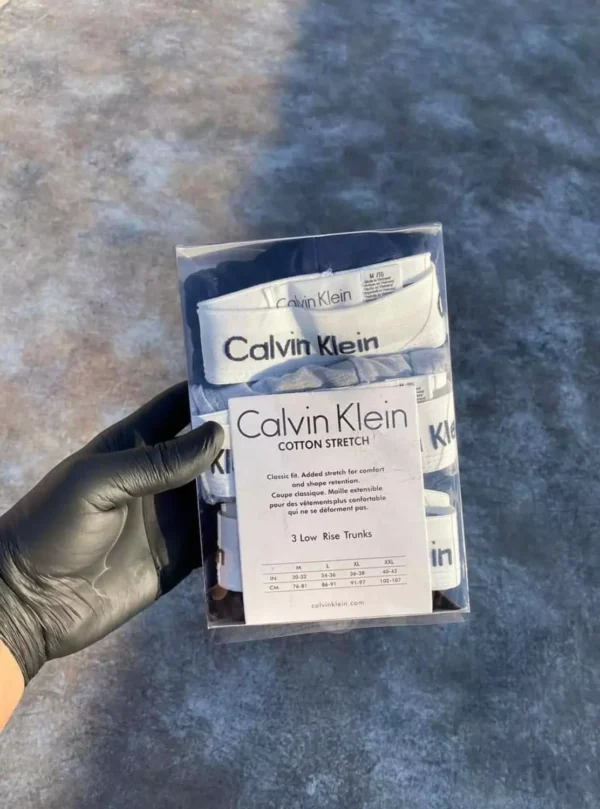 M
Calvin Klein
Calvin Klein
Calvin Klein
COTTON STRETCH
Kle
Kl
Classic fit. Added stretch for comfort
and shape retention.
Coupe classique. Maille extensible
pour des vêtements plus confortable
qui ne se déforment pas.
3 Low Rise Trunks
in
M L XL XXL
IN 30-32 34-36 36-38 40-42
CM 76-81 86-91 91-97 102-107
calvinklein.com